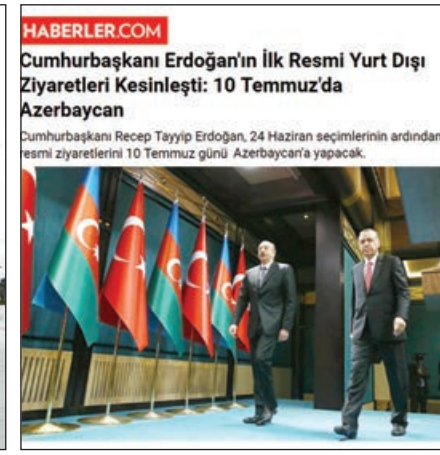 HABERLER.COM
Cumhurbaşkanı Erdoğan'ın İlk Resmi Yurt Dışı
Ziyaretleri Kesinleşti: 10 Temmuz'da
Azerbaycan
Cumhurbaşkanı Recep Tayyip Erdoğan, 24 Haziran seçimlerinin ardından
resmi ziyaretlerini 10 Temmuz günü Azerbaycan'a yapacak.